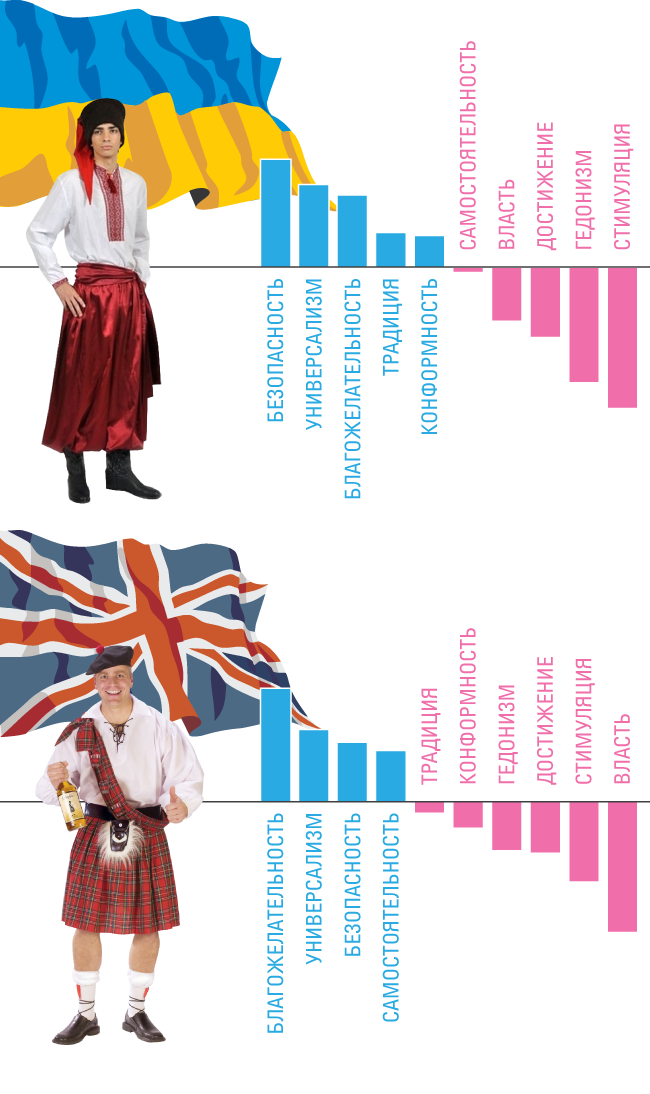 САМОСТОЯТЕЛЬНОСТЬ
ВЛАСТЬ
ДОСТИЖЕНИЕ
ГЕДОНИЗМ
СТИМУЛЯЦИЯ
БЕЗОПАСНОСТЬ
УНИВЕРСАЛИЗМ
БЛАГОЖЕЛАТЕЛЬНОСТЬ
ТРАДИЦИЯ
КОНФОРМНОСТЬ
ТРАДИЦИЯ
КОНФОРМНОСТЬ
ГЕДОНИЗМ
ДОСТИЖЕНИЕ
СТИМУЛЯЦИЯ
ВЛАСТЬ
БЛАГОЖЕЛАТЕЛЬНОСТЬ
УНИВЕРСАЛИЗМ
БЕЗОПАСНОСТЬ
САМОСТОЯТЕЛЬНОСТЬ